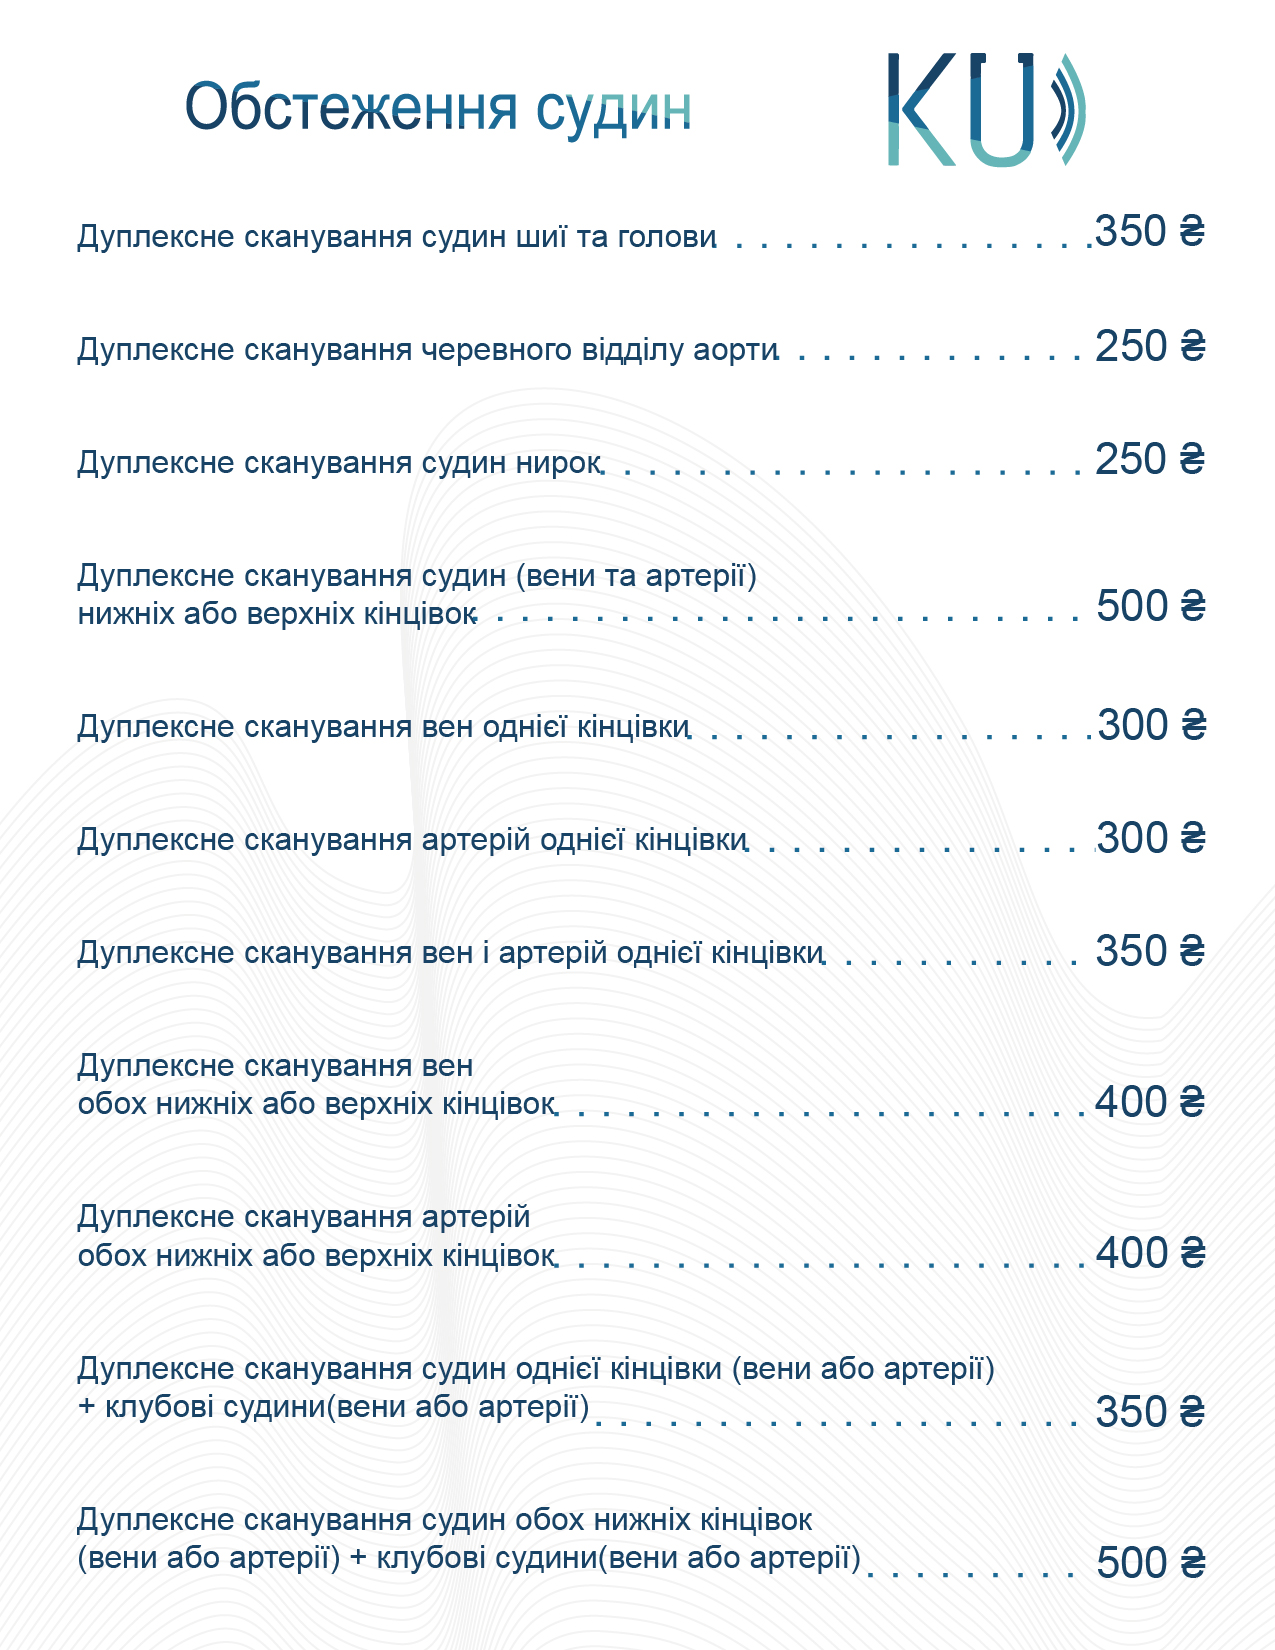 Обстеження судин
KU
Дуплексне сканування судин шиї та голови . . . . . . . . . . . . . . . 350 ₴
Дуплексне сканування черевного відділу аорти . . . . . . . . . . . . . 250 ₴
Дуплексне сканування судин нирок . . . . . . . . . . . . . . . . . . . . 250 ₴
Дуплексне сканування судин (вени та артерії)
нижніх або верхніх кінцівок . . . . . . . . . . . . . . . . . . . . . . . . . 500 ₴
Дуплексне сканування вен однієї кінцівки . . . . . . . . . . . . . . . . . 300 ₴
Дуплексне сканування артерій однієї кінцівки . . . . . . . . . . . . . . . 300 ₴
Дуплексне сканування вен і артерій однієї кінцівки . . . . . . . . . . . 350 ₴
Дуплексне сканування вен
обох нижніх або верхніх кінцівок . . . . . . . . . . . . . . . . . . . . . . 400 ₴
Дуплексне сканування артерій
обох нижніх або верхніх кінцівок . . . . . . . . . . . . . . . . . . . . . . 400 ₴
Дуплексне сканування судин однієї кінцівки (вени або артерії)
+ клубові судини(вени або артерії) . . . . . . . . . . . . . . . . . . . . 350 ₴
Дуплексне сканування судин обох нижніх кінцівок
(вени або артерії) + клубові судини(вени або артерії) . . . . . . . . . 500 ₴